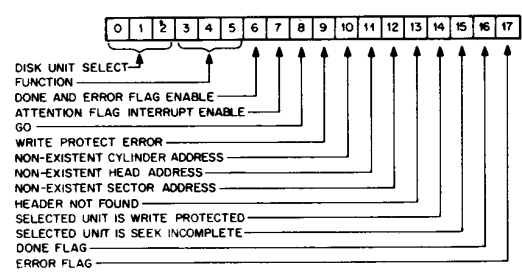 0 1 2 3 4 5 6 7 8 9 10 11 12 13 14 15 16 17
DISK UNIT SELECT
FUNCTION
DONE AND ERROR FLAG ENABLE
ATTENTION FLAG INTERRUPT ENABLE
GO
WRITE PROTECT ERROR
NON-EXISTENT CYLINDER ADDRESS
NON-EXISTENT HEAD ADDRESS
NON-EXISTENT SECTOR ADDRESS
HEADER NOT FOUND
SELECTED UNIT IS WRITE PROTECTED
SELECTED UNIT IS SEEK INCOMPLETE
DONE FLAG
ERROR FLAG